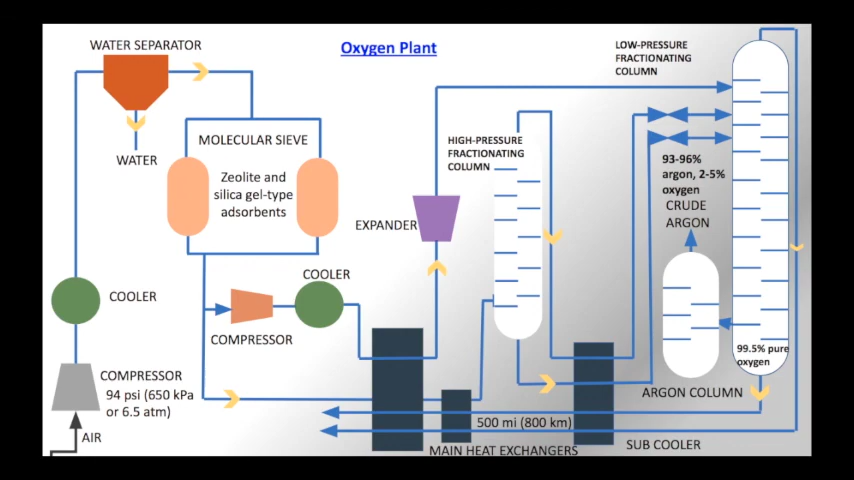 Oxygen Plant
WATER SEPARATOR
WATER
MOLECULAR SIEVE
Zeolite and
silica gel-type
adsorbents
COOLER
COMPRESSOR
94 psi (650 kPa
or 6.5 atm)
AIR
COOLER
COMPRESSOR
EXPANDER
HIGH-PRESSURE
FRACTIONATING
COLUMN
LOW-PRESSURE
FRACTIONATING
COLUMN
93-96%
argon, 2-5%
oxygen
CRUDE
ARGON
99.5% pure
oxygen
ARGON COLUMN
500 mi (800 km)
MAIN HEAT EXCHANGERS
SUB COOLER